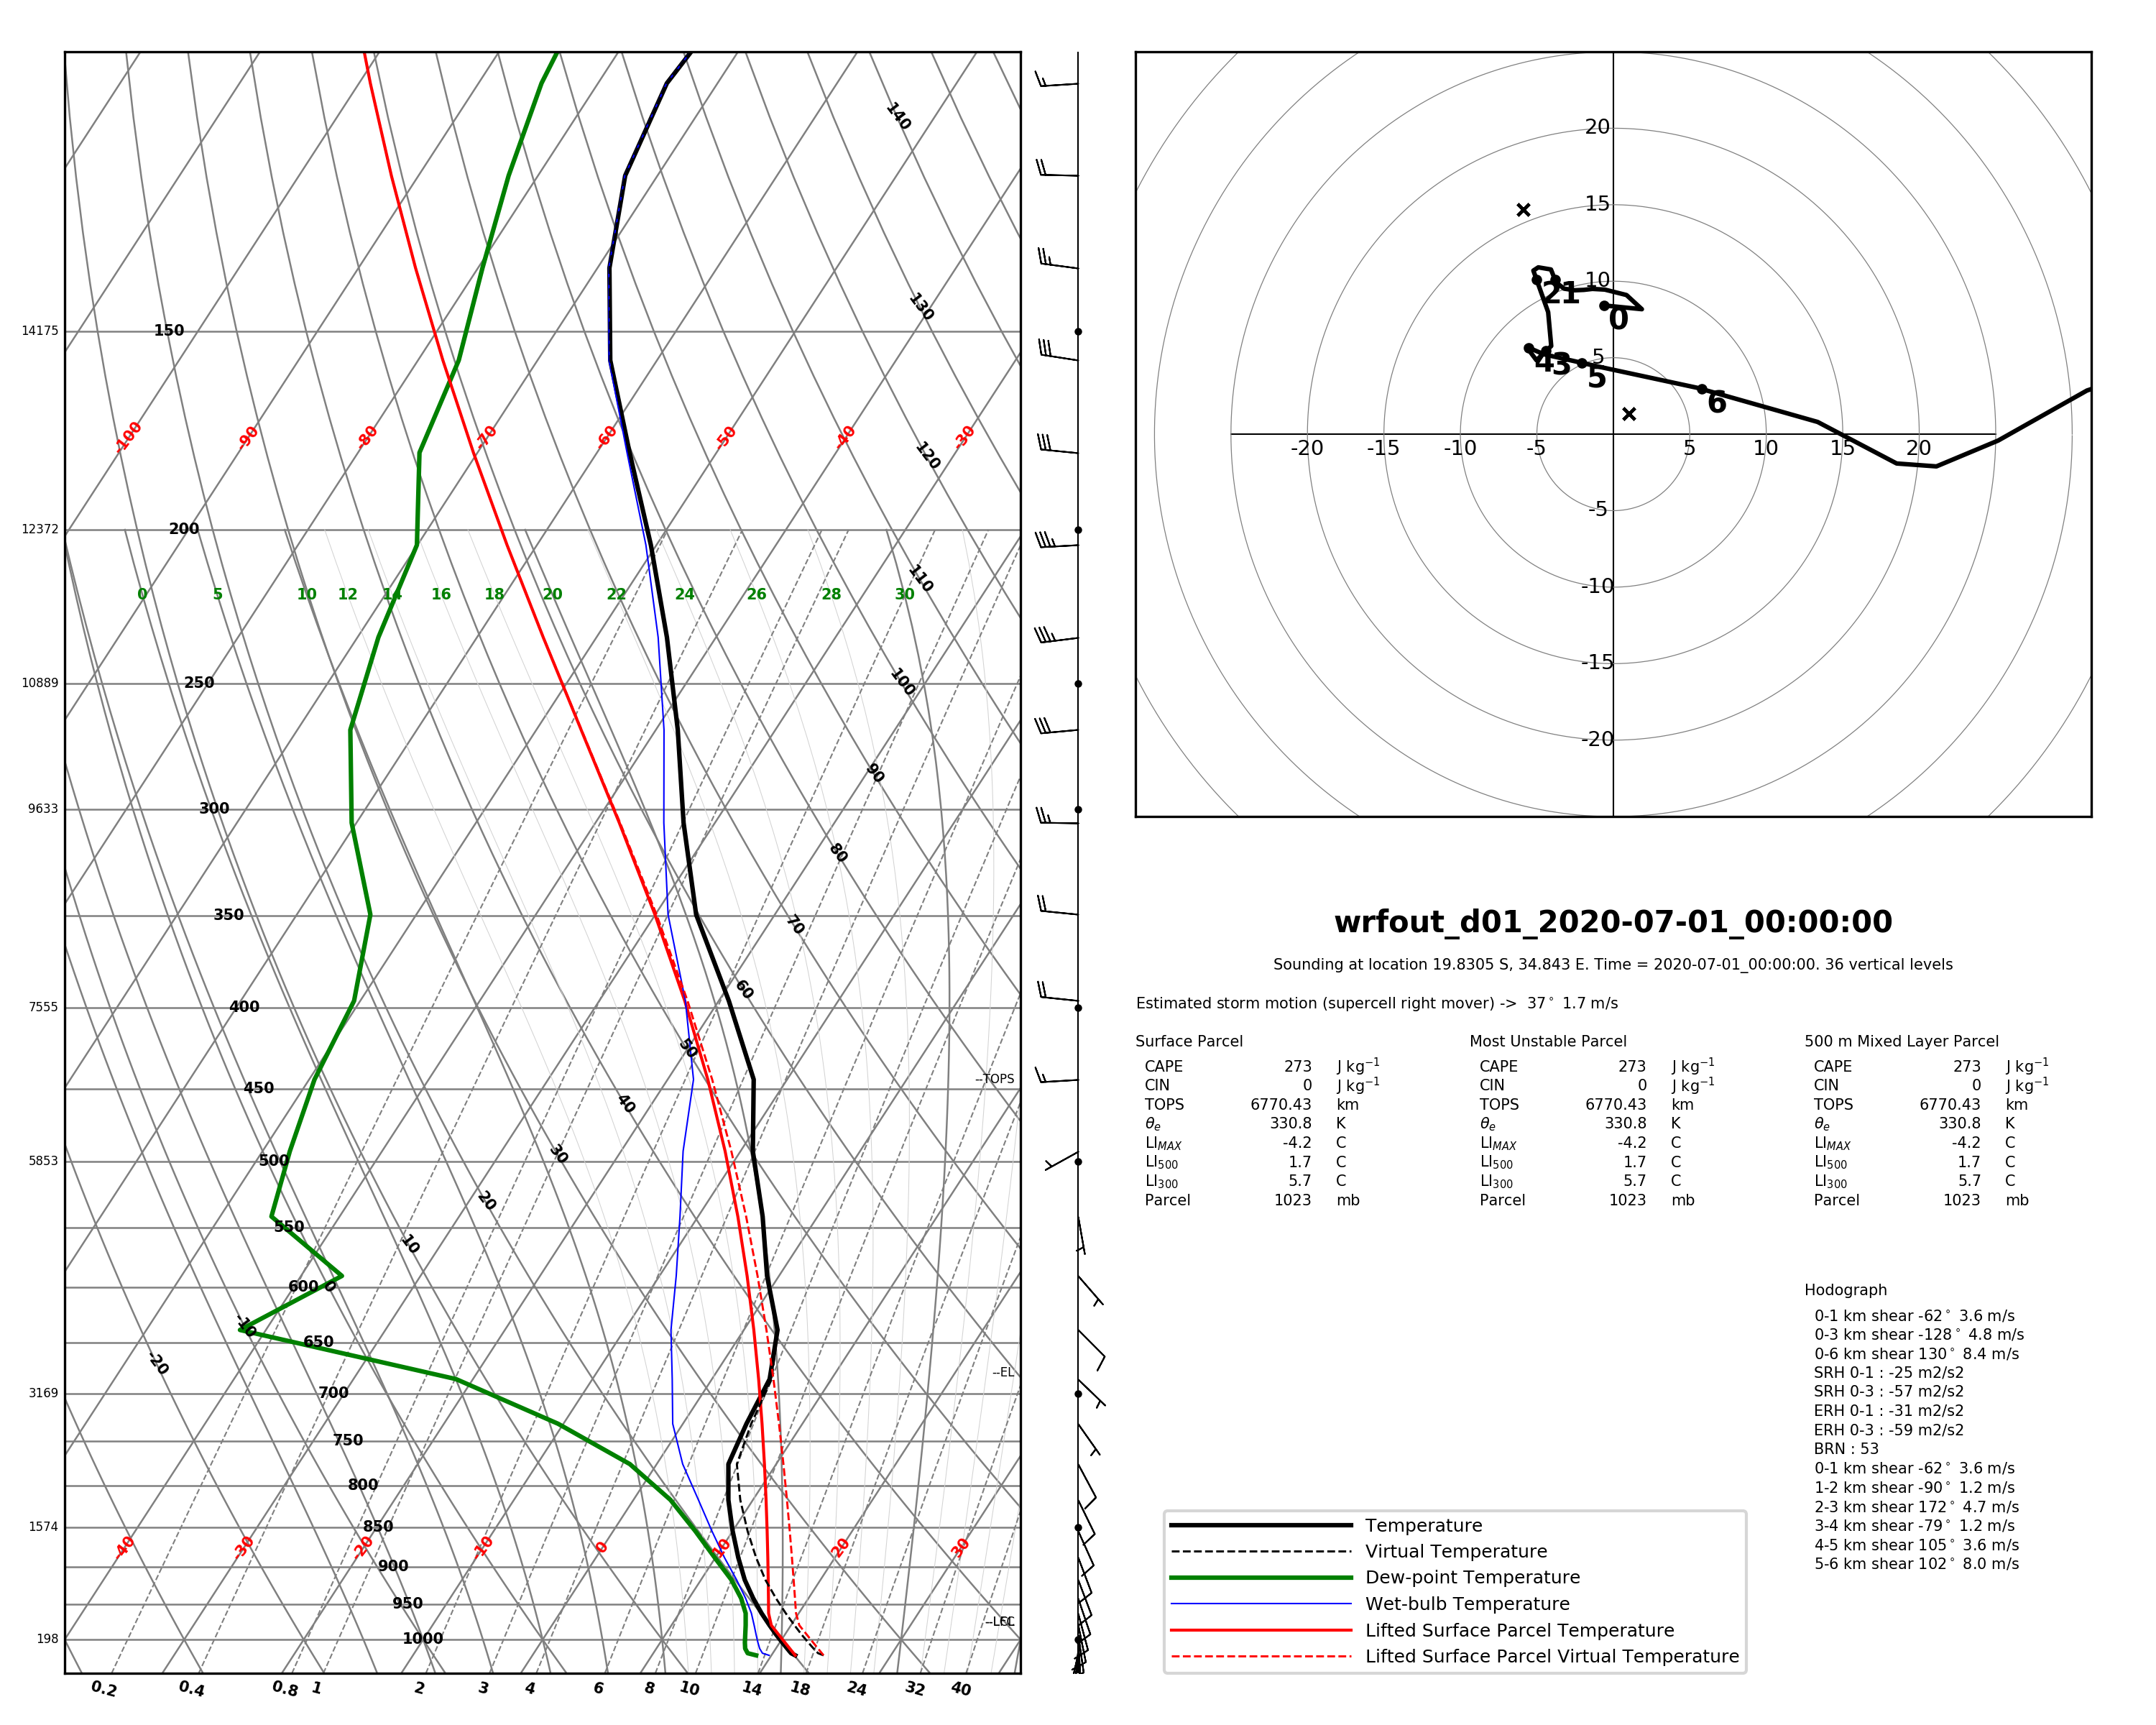 140
130
120
110
100
90
80
70
60
50
40
30
20
10
0
-10
-20
14175 150
-100 -90 -80 -70 -60 -50 -40 -30
12372 200
0 5 10 12 14 16 18 20 22 24 26 28 30
10889 250
9633 300
350
7555 400
--TOPS
450
5853 500
550
600
650
--EL
3169 700
750
800
1574 850
-40 -30 -20 -10 0 10 20 30
900
950
--LCL
198 1000
0.2 0.4 0.8 1 2 3 4 6 8 10 14 18 24 32 40
20
15
10
5
-20 -15 -10 -5 5 10 15 20
-5
-10
-15
-20
0
1
2
3
4
5
6
wrfout_d01_2020-07-01_00:00:00
Sounding at location 19.8305 S, 34.843 E. Time = 2020-07-01_00:00:00. 36 vertical levels
Estimated storm motion (supercell right mover) -> 37° 1.7 m/s
Surface Parcel
CAPE 273 J kg⁻¹
CIN 0 J kg⁻¹
TOPS 6770.43 km
θe 330.8 K
LIMAX -4.2 C
LI500 1.7 C
LI300 5.7 C
Parcel 1023 mb
Most Unstable Parcel
CAPE 273 J kg⁻¹
CIN 0 J kg⁻¹
TOPS 6770.43 km
θe 330.8 K
LIMAX -4.2 C
LI500 1.7 C
LI300 5.7 C
Parcel 1023 mb
500 m Mixed Layer Parcel
CAPE 273 J kg⁻¹
CIN 0 J kg⁻¹
TOPS 6770.43 km
θe 330.8 K
LIMAX -4.2 C
LI500 1.7 C
LI300 5.7 C
Parcel 1023 mb
Hodograph
0-1 km shear -62° 3.6 m/s
0-3 km shear -128° 4.8 m/s
0-6 km shear 130° 8.4 m/s
SRH 0-1 : -25 m2/s2
SRH 0-3 : -57 m2/s2
ERH 0-1 : -31 m2/s2
ERH 0-3 : -59 m2/s2
BRN : 53
0-1 km shear -62° 3.6 m/s
1-2 km shear -90° 1.2 m/s
2-3 km shear 172° 4.7 m/s
3-4 km shear -79° 1.2 m/s
4-5 km shear 105° 3.6 m/s
5-6 km shear 102° 8.0 m/s
Temperature
Virtual Temperature
Dew-point Temperature
Wet-bulb Temperature
Lifted Surface Parcel Temperature
Lifted Surface Parcel Virtual Temperature